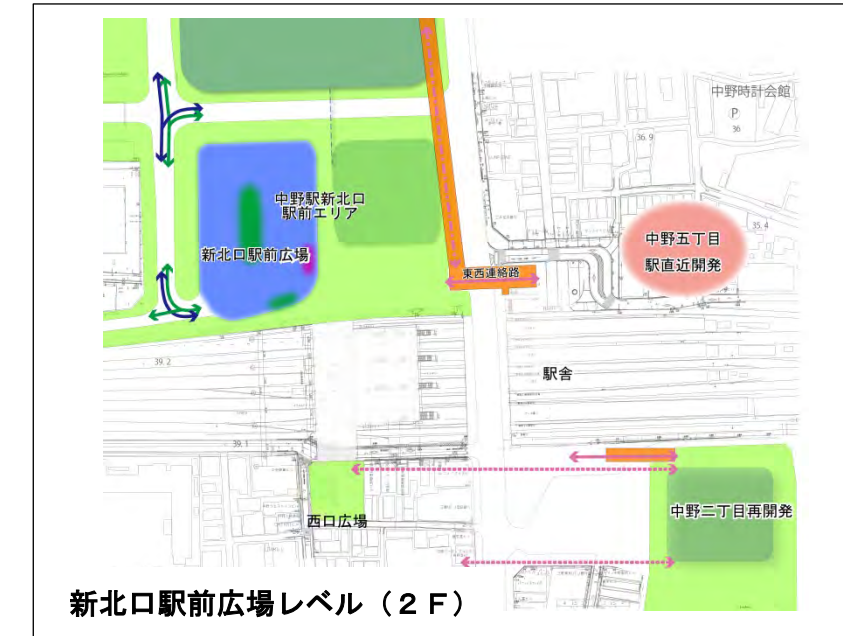 中野時計会館
P
36
36.9
中野駅新北口
駅前エリア
35.4
中野五丁目
駅直近開発
新北口駅前広場
東西連絡路
39.2
駅舎
39.1
中野二丁目再開発
西口広場
新北口駅前広場レベル（２Ｆ）